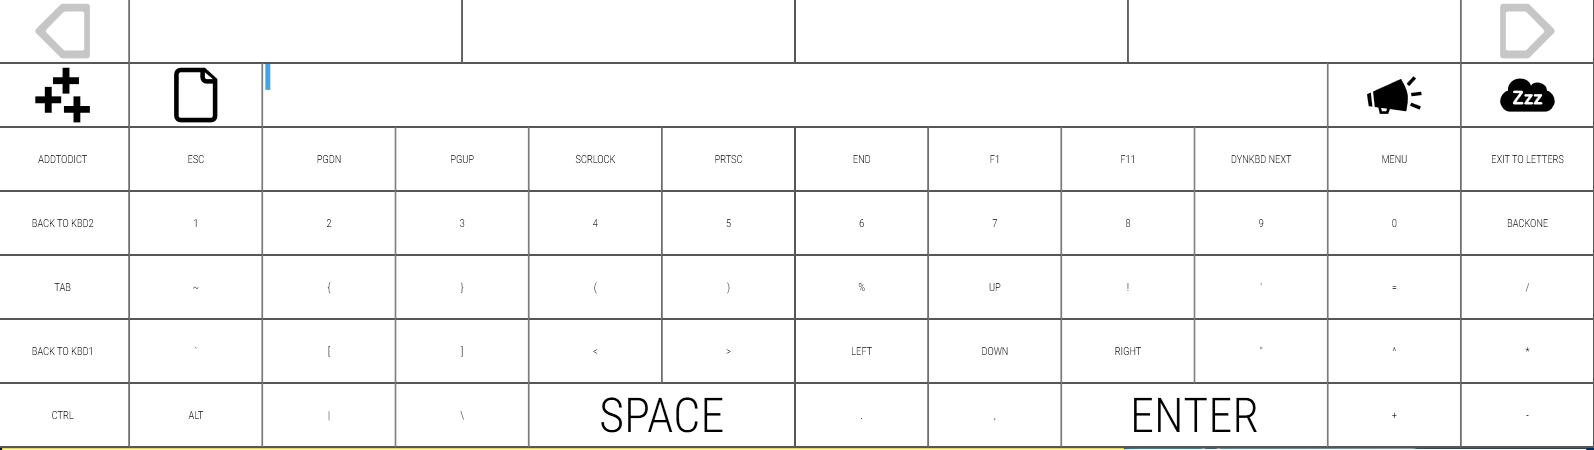 Zzz
ADDTODICT ESC PGDN PGUP SCRLOCK PRTSC END F1 F11 DYNKBD NEXT MENU EXIT TO LETTERS
BACK TO KBD2 1 2 3 4 5 6 7 8 9 0 BACKONE
TAB ~ { } ( ) % UP ! ' = /
BACK TO KBD1 ` [ ] < > LEFT DOWN RIGHT " ^ *
CTRL ALT | \ SPACE . , ENTER + -